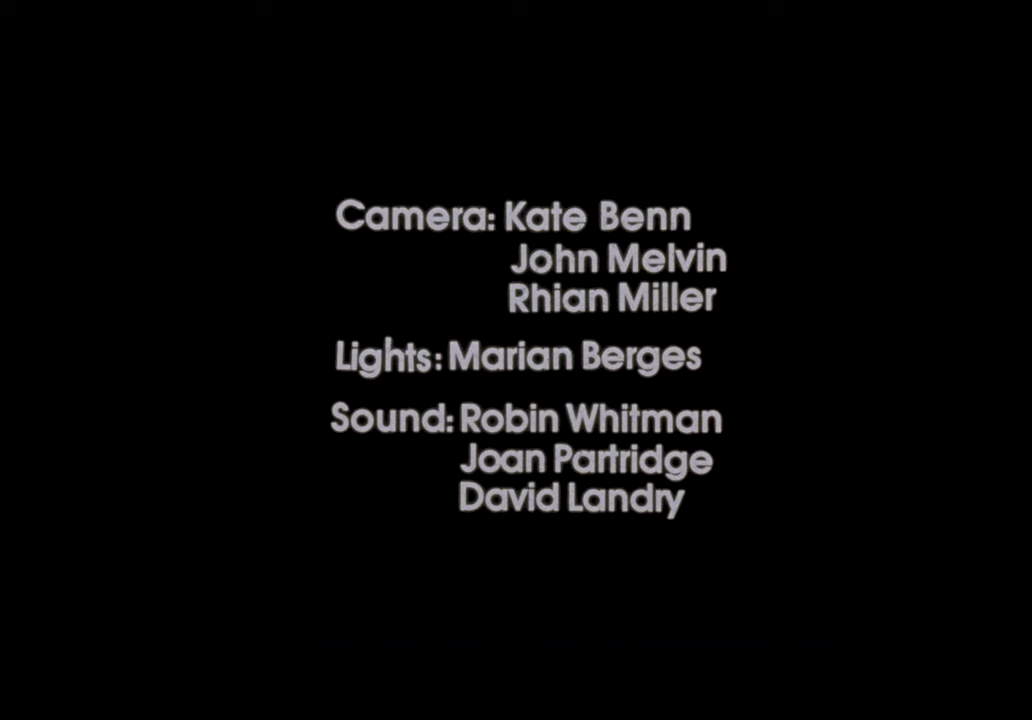 Camera: Kate Benn
John Melvin
Rhian Miller
Lights: Marian Berges
Sound: Robin Whitman
Joan Partridge
David Landry